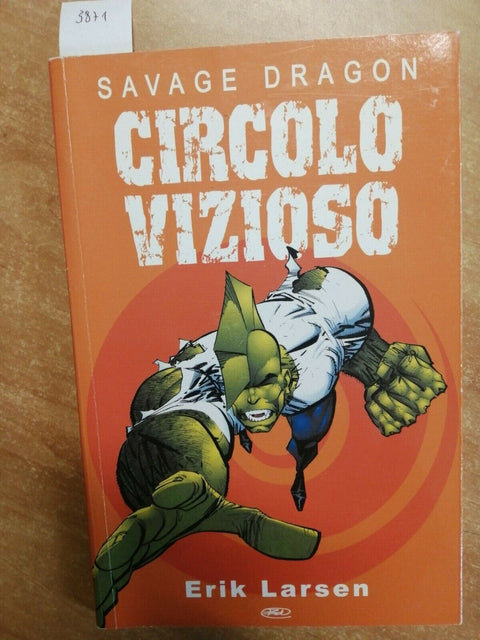 3871
SAVAGE DRAGON
CIRCOLO
VIZIOSO
Erik Larsen